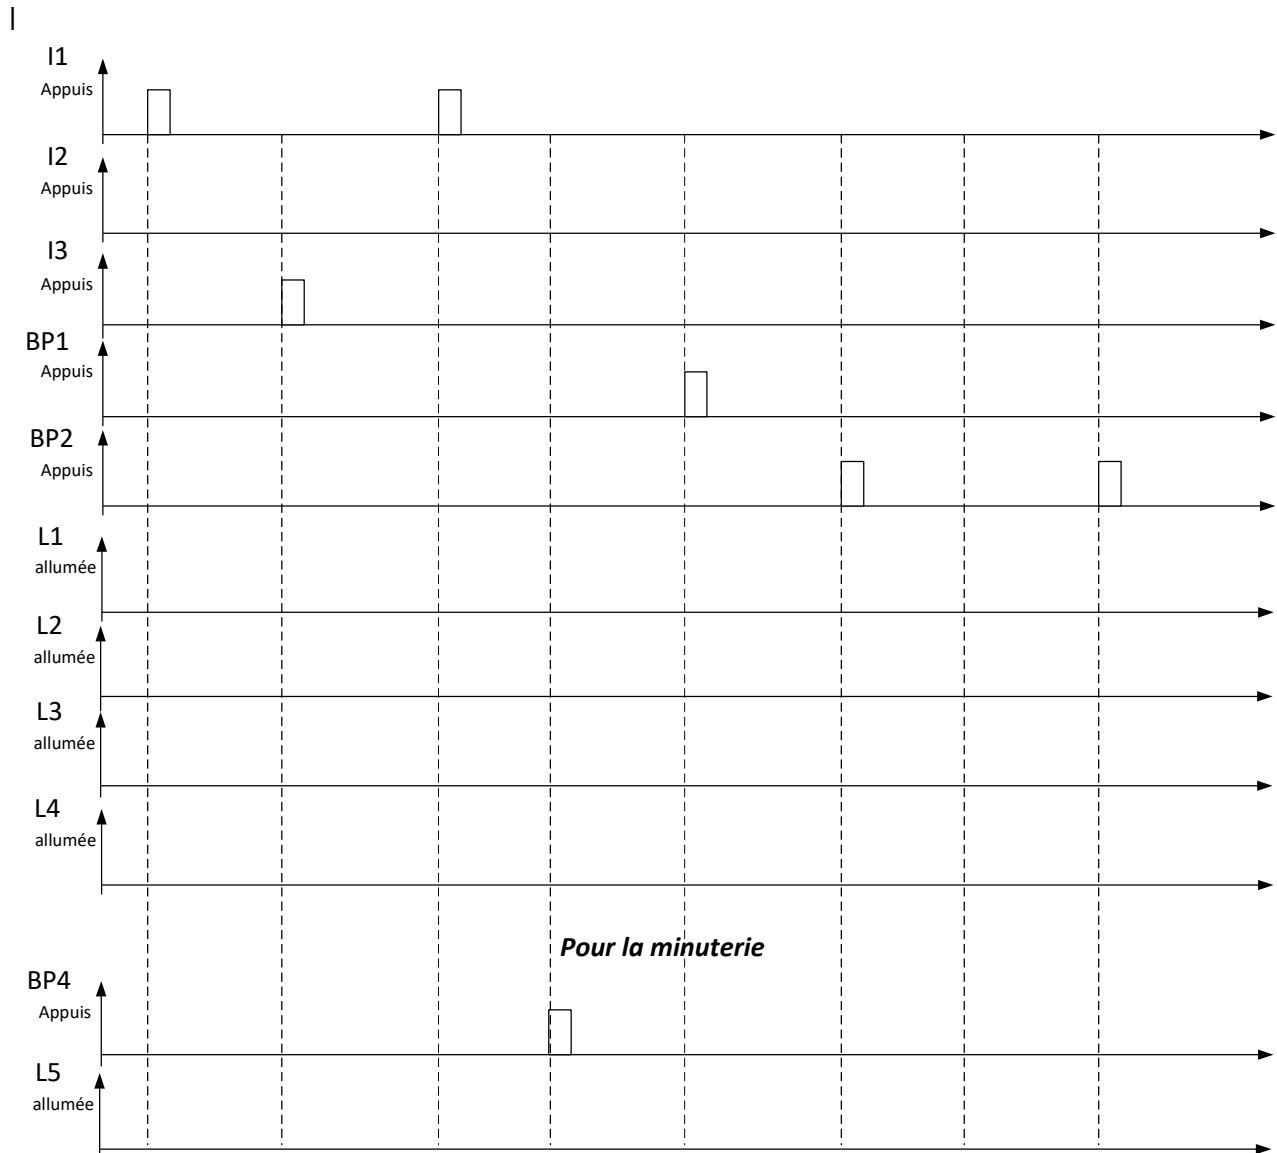 I
I1
Appuis
I2
Appuis
I3
Appuis
BP1
Appuis
BP2
Appuis
L1
allumée
L2
allumée
L3
allumée
L4
allumée
Pour la minuterie
BP4
Appuis
L5
allumée